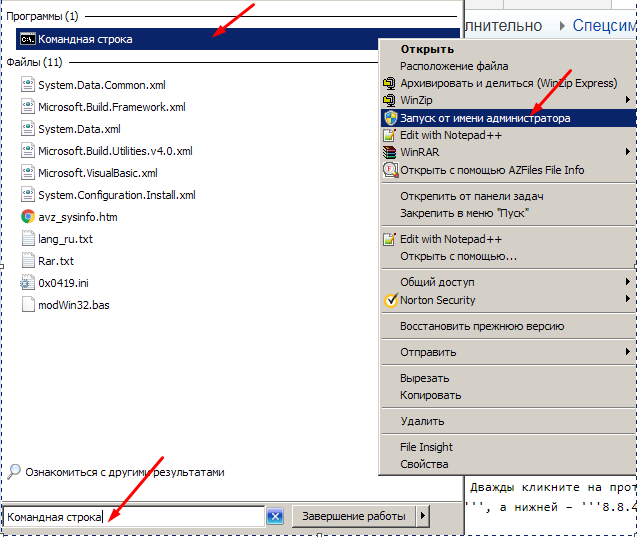 Программы (1)
Командная строка
Файлы (11)
System.Data.Common.xml
Microsoft.Build.Framework.xml
System.Data.xml
Microsoft.Build.Utilities.v4.0.xml
Microsoft.VisualBasic.xml
System.Configuration.Install.xml
avz_sysinfo.htm
lang_ru.txt
Rar.txt
0x0419.ini
modWin32.bas
Ознакомиться с другими результатами
Командная строка
Завершение работы
лнительно Спецсим
Открыть
Расположение файла
Архивировать и делиться (WinZip Express)
WinZip
Запуск от имени администратора
Edit with Notepad++
WinRAR
Открыть с помощью AZFiles File Info
Открепить от панели задач
Закрепить в меню "Пуск"
Edit with Notepad++
Открыть с помощью...
Общий доступ
Norton Security
Восстановить прежнюю версию
Отправить
Вырезать
Копировать
Удалить
File Insight
Свойства
Дважды кликните на прот
''', а нижней – '''8.8.4